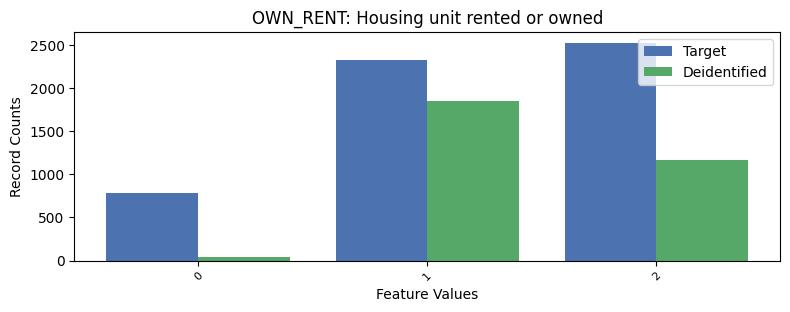 OWN_RENT: Housing unit rented or owned
Target
Deidentified
Record Counts
2500
2000
1500
1000
500
0
0 1 2
Feature Values